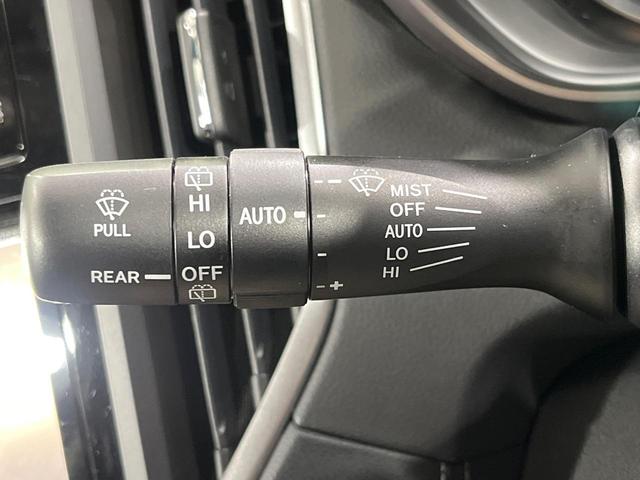 PULL
REAR
HI
LO
OFF
AUTO
- -
-
-
- +
MIST
OFF
AUTO
LO
HI